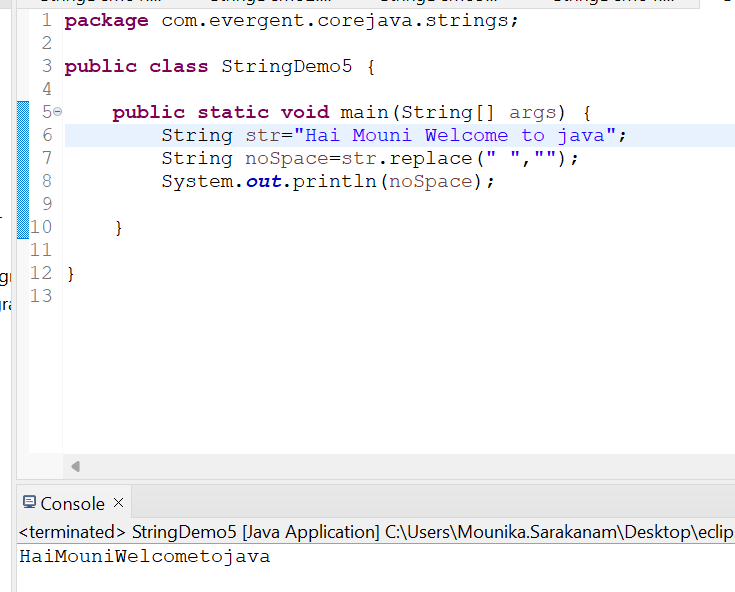 1 package com.evergent.corejava.strings;
2
3 public class StringDemo5 {
4
5 public static void main(String[] args) {
6 String str="Hai Mouni Welcome to java";
7 String noSpace=str.replace(" ","");
8 System.out.println(noSpace);
9
10 }
11
12 }
13
Console
<terminated> StringDemo5 [Java Application] C:\Users\Mounika.Sarakanam\Desktop\eclip
HaiMouniWelcometojava